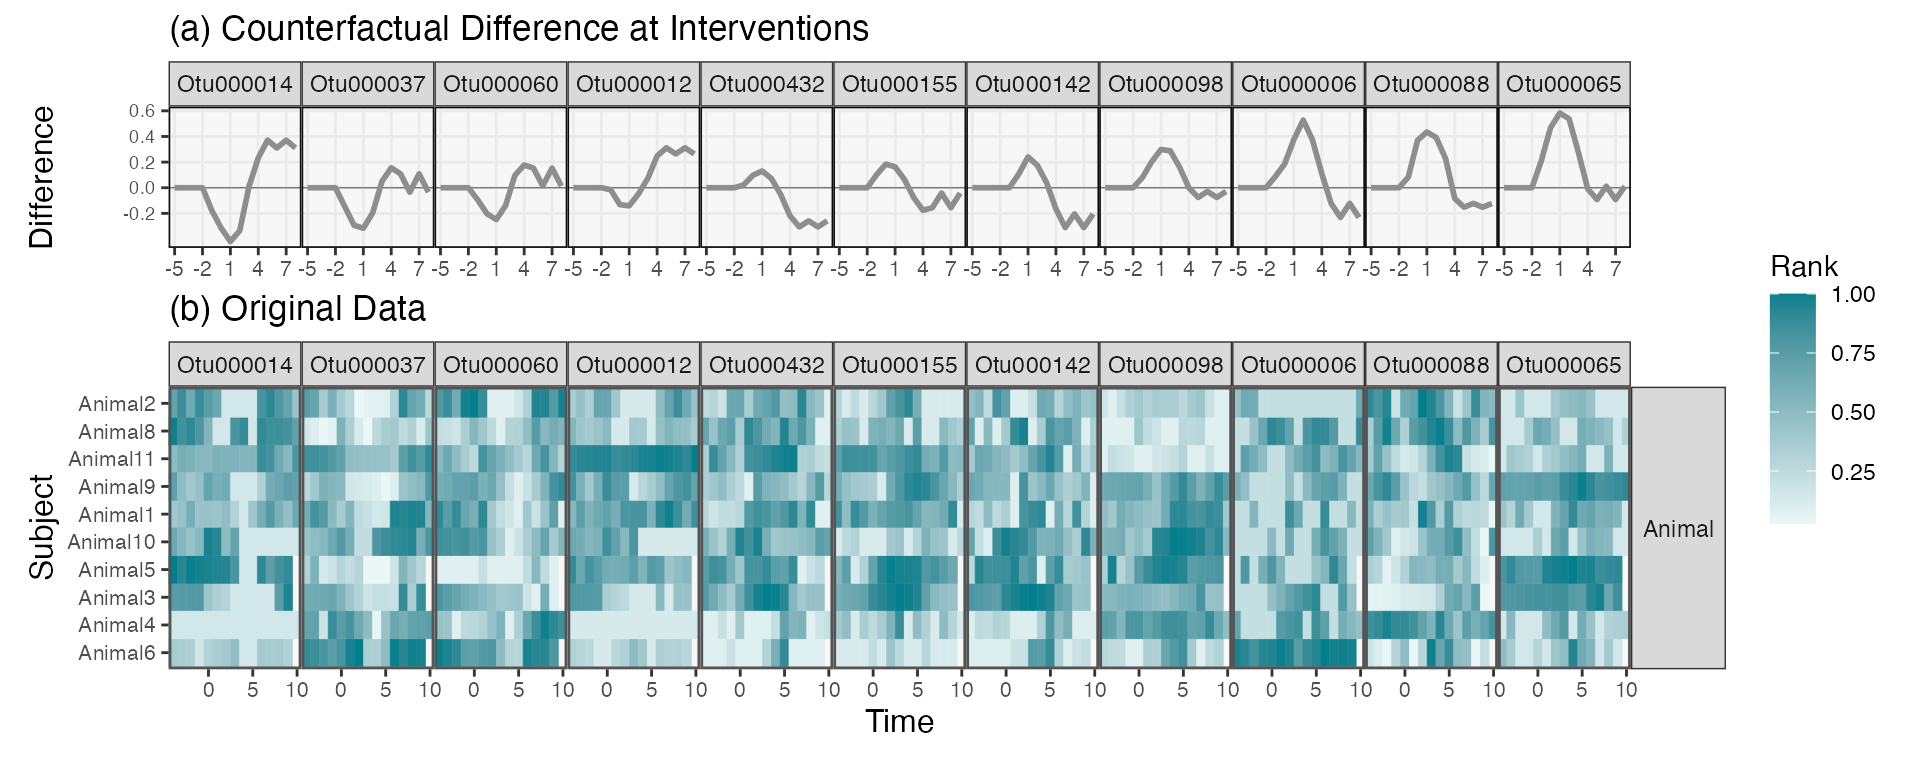 (a) Counterfactual Difference at Interventions
Otu000014 Otu000037 Otu000060 Otu000012 Otu000432 Otu000155 Otu000142 Otu000098 Otu000006 Otu000088 Otu000065
Difference
0.6
0.4
0.2
0.0
-0.2
-5 -2 1 4 7 -5 -2 1 4 7 -5 -2 1 4 7 -5 -2 1 4 7 -5 -2 1 4 7 -5 -2 1 4 7 -5 -2 1 4 7 -5 -2 1 4 7 -5 -2 1 4 7 -5 -2 1 4 7 -5 -2 1 4 7
(b) Original Data
Otu000014 Otu000037 Otu000060 Otu000012 Otu000432 Otu000155 Otu000142 Otu000098 Otu000006 Otu000088 Otu000065
Subject
Animal2
Animal8
Animal11
Animal9
Animal1
Animal10
Animal5
Animal3
Animal4
Animal6
Animal
0 5 10 0 5 10 0 5 10 0 5 10 0 5 10 0 5 10 0 5 10 0 5 10 0 5 10 0 5 10 0 5 10
Time
Rank
1.00
0.75
0.50
0.25